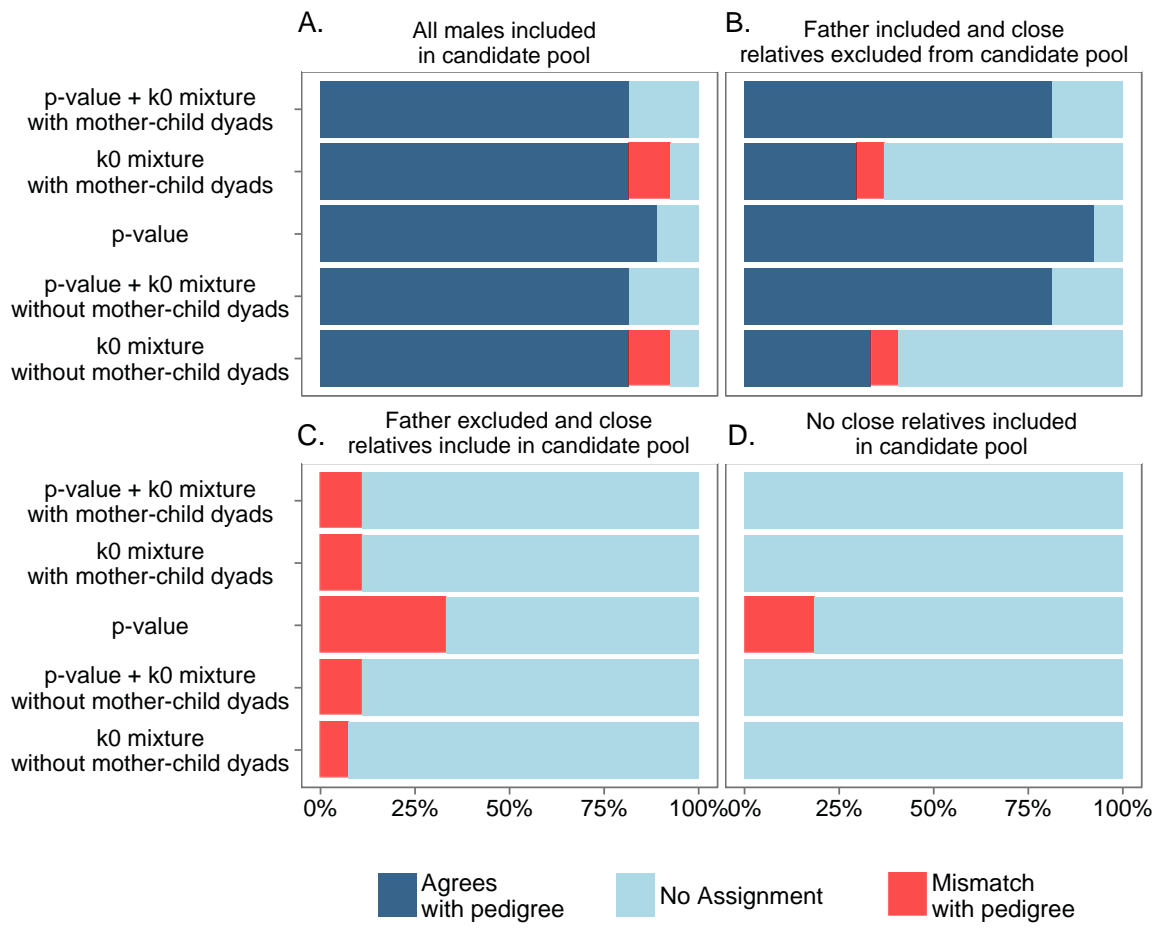 A.
All males included
in candidate pool
B.
Father included and close
relatives excluded from candidate pool
p-value + k0 mixture
with mother-child dyads
k0 mixture
with mother-child dyads
p-value
p-value + k0 mixture
without mother-child dyads
k0 mixture
without mother-child dyads
C.
Father excluded and close
relatives include in candidate pool
D.
No close relatives included
in candidate pool
p-value + k0 mixture
with mother-child dyads
k0 mixture
with mother-child dyads
p-value
p-value + k0 mixture
without mother-child dyads
k0 mixture
without mother-child dyads
0% 25% 50% 75% 100% 0% 25% 50% 75% 100%
Agrees
with pedigree
No Assignment
Mismatch
with pedigree